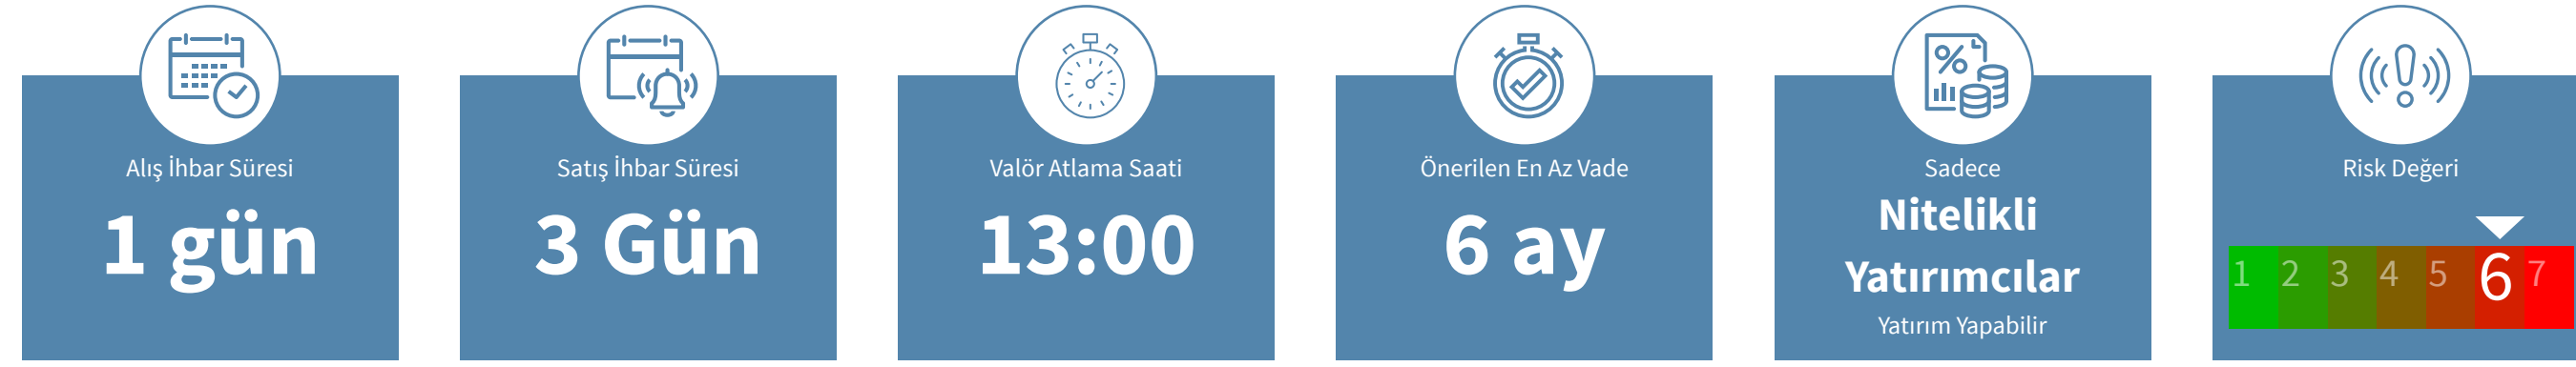 Alış İhbar Süresi
1 gün
Satış İhbar Süresi
3 Gün
Valör Atlama Saati
13:00
Önerilen En Az Vade
6 ay
Sadece
Nitelikli
Yatırımcılar
Yatırım Yapabilir
Risk Değeri
1 2 3 4 5 6 7